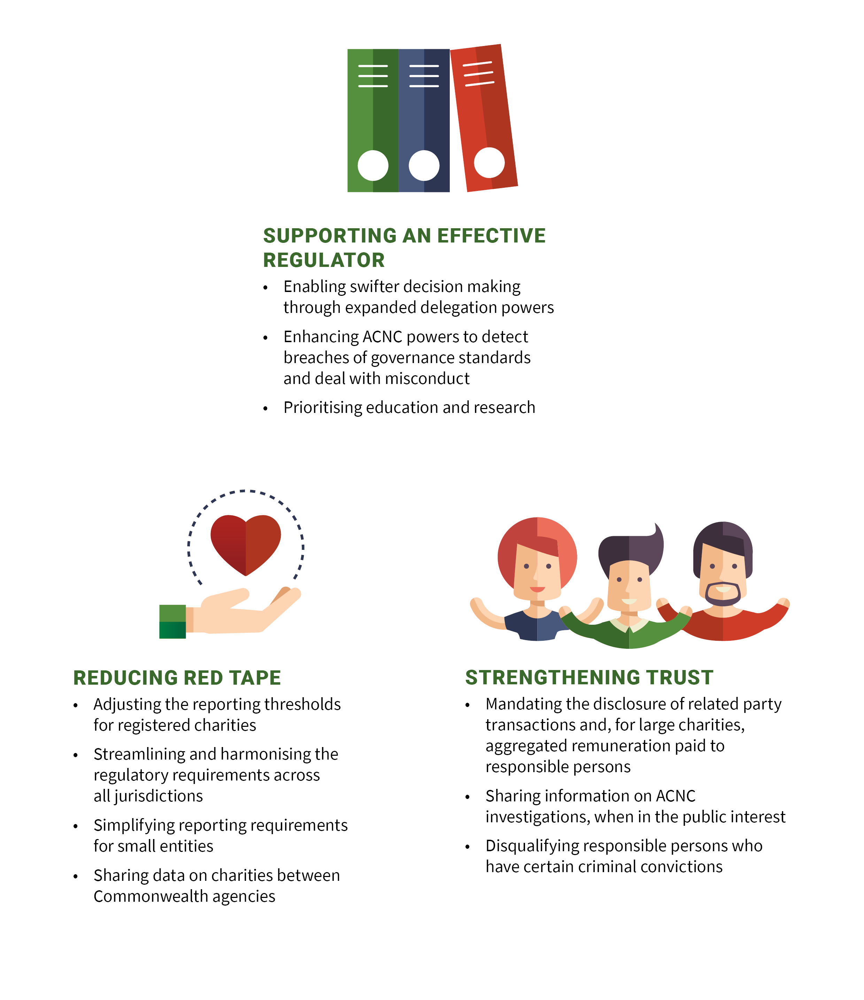 SUPPORTING AN EFFECTIVE
REGULATOR
• Enabling swifter decision making
through expanded delegation powers
• Enhancing ACNC powers to detect
breaches of governance standards
and deal with misconduct
• Prioritising education and research
REDUCING RED TAPE
• Adjusting the reporting thresholds
for registered charities
• Streamlining and harmonising the
regulatory requirements across
all jurisdictions
• Simplifying reporting requirements
for small entities
• Sharing data on charities between
Commonwealth agencies
STRENGTHENING TRUST
• Mandating the disclosure of related party
transactions and, for large charities,
aggregated remuneration paid to
responsible persons
• Sharing information on ACNC
investigations, when in the public interest
• Disqualifying responsible persons who
have certain criminal convictions